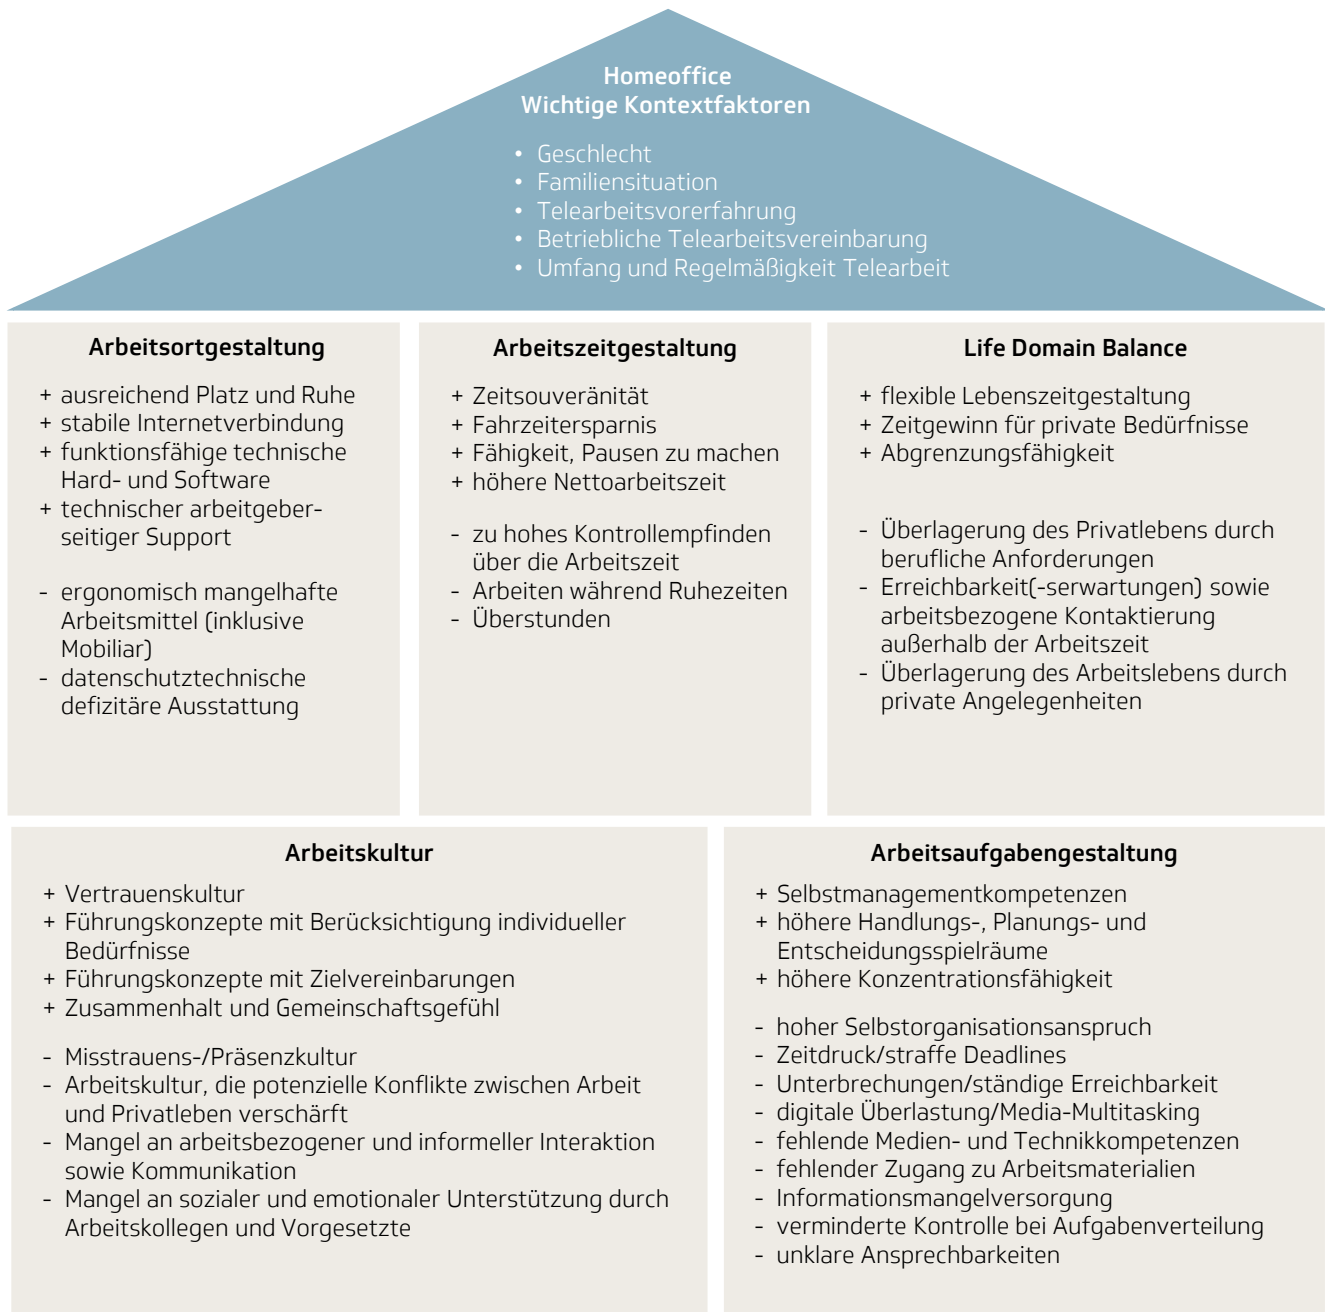 Homeoffice
Wichtige Kontextfaktoren
• Geschlecht
• Familiensituation
• Telearbeitsvorerfahrung
• Betriebliche Telearbeitsvereinbarung
• Umfang und Regelmäßigkeit Telearbeit
Arbeitsortgestaltung
+ ausreichend Platz und Ruhe
+ stabile Internetverbindung
+ funktionsfähige technische
Hard- und Software
+ technischer arbeitgeber-
seitiger Support
- ergonomisch mangelhafte
Arbeitsmittel (inklusive
Mobiliar)
- datenschutztechnische
defizitäre Ausstattung
Arbeitszeitgestaltung
+ Zeitsouveränität
+ Fahrzeitersparnis
+ Fähigkeit, Pausen zu machen
+ höhere Nettoarbeitszeit
- zu hohes Kontrollempfinden
über die Arbeitszeit
- Arbeiten während Ruhezeiten
- Überstunden
Life Domain Balance
+ flexible Lebenszeitgestaltung
+ Zeitgewinn für private Bedürfnisse
+ Abgrenzungsfähigkeit
- Überlagerung des Privatlebens durch
berufliche Anforderungen
- Erreichbarkeit(-serwartungen) sowie
arbeitsbezogene Kontaktierung
außerhalb der Arbeitszeit
- Überlagerung des Arbeitslebens durch
private Angelegenheiten
Arbeitskultur
+ Vertrauenskultur
+ Führungskonzepte mit Berücksichtigung individueller
Bedürfnisse
+ Führungskonzepte mit Zielvereinbarungen
+ Zusammenhalt und Gemeinschaftsgefühl
- Misstrauens-/Präsenzkultur
- Arbeitskultur, die potenzielle Konflikte zwischen Arbeit
und Privatleben verschärft
- Mangel an arbeitsbezogener und informeller Interaktion
sowie Kommunikation
- Mangel an sozialer und emotionaler Unterstützung durch
Arbeitskollegen und Vorgesetzte
Arbeitsaufgabengestaltung
+ Selbstmanagementkompetenzen
+ höhere Handlungs-, Planungs- und
Entscheidungsspielräume
+ höhere Konzentrationsfähigkeit
- hoher Selbstorganisationsanspruch
- Zeitdruck/straffe Deadlines
- Unterbrechungen/ständige Erreichbarkeit
- digitale Überlastung/Media-Multitasking
- fehlende Medien- und Technikkompetenzen
- fehlender Zugang zu Arbeitsmaterialien
- Informationsmangelversorgung
- verminderte Kontrolle bei Aufgabenverteilung
- unklare Ansprechbarkeiten